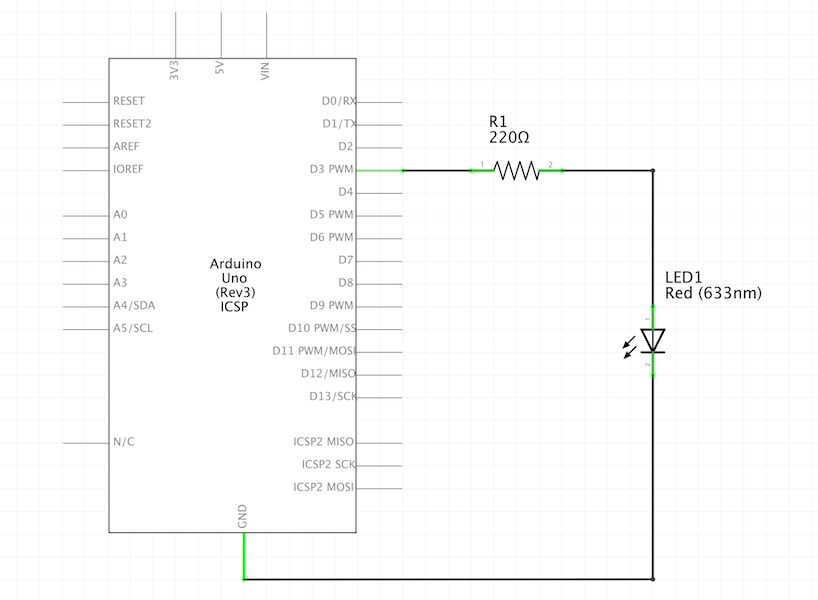 3V3
5V
VIN
RESET
RESET2
AREF
IOREF
A0
A1
A2
A3
A4/SDA
A5/SCL
N/C
D0/RX
D1/TX
D2
D3 PWM
D4
D5 PWM
D6 PWM
D7
D8
D9 PWM
D10 PWM/SS
D11 PWM/MOSI
D12/MISO
D13/SCK
ICSP2 MISO
ICSP2 SCK
ICSP2 MOSI
Arduino
Uno
(Rev3)
ICSP
GND
R1
220Ω
1
2
LED1
Red (633nm)
1
2